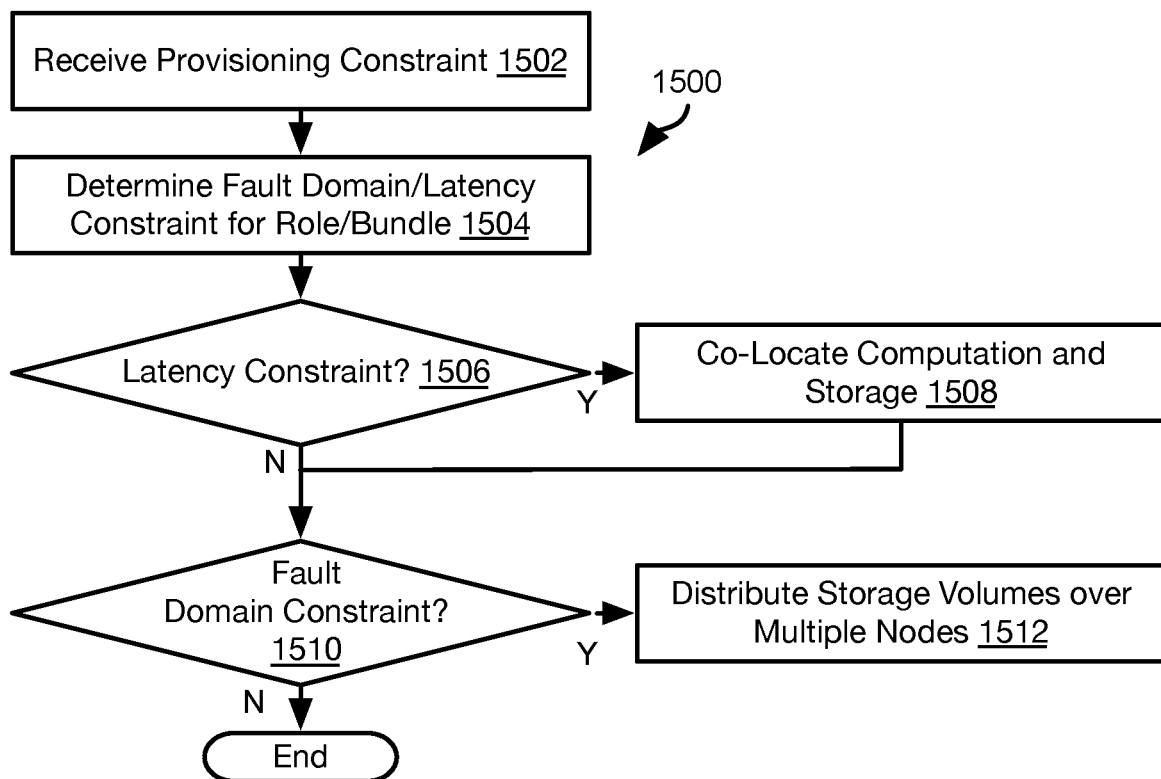 Receive Provisioning Constraint 1502
1500
Determine Fault Domain/Latency
Constraint for Role/Bundle 1504
Latency Constraint? 1506
Y
Co-Locate Computation and
Storage 1508
N
Fault
Domain Constraint?
1510
Y
Distribute Storage Volumes over
Multiple Nodes 1512
N
End